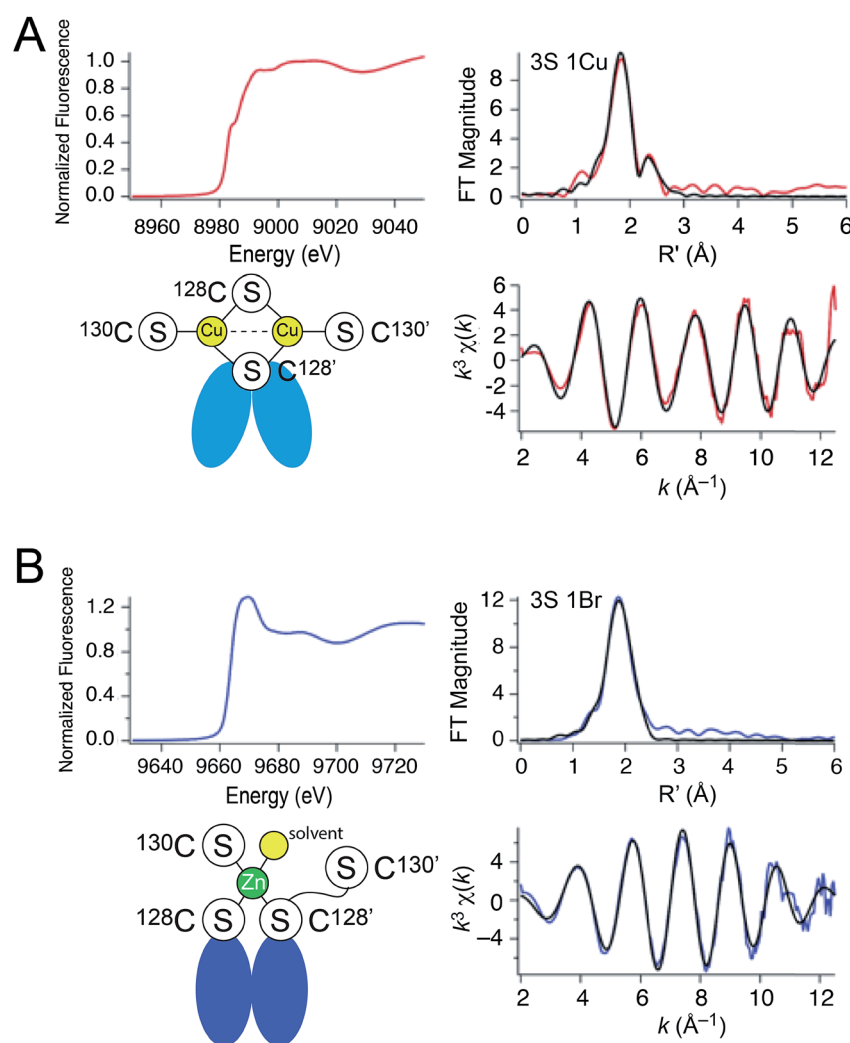 A
Normalized Fluorescence
1.0
0.8
0.6
0.4
0.2
0.0
8960 8980 9000 9020 9040
Energy (eV)
3S 1Cu
FT Magnitude
8
6
4
2
0
0 1 2 3 4 5 6
R' (Å)
128C S
130C S Cu Cu S C130'
S C128'
k3 χ(k)
6
4
2
0
-2
-4
2 4 6 8 10 12
k (Å–1)
B
Normalized Fluorescence
1.2
0.8
0.4
0.0
9640 9660 9680 9700 9720
Energy (eV)
3S 1Br
FT Magnitude
12
8
4
0
0 1 2 3 4 5 6
R' (Å)
130C S solvent
S C130'
Zn
128C S S C128'
k3 χ(k)
4
0
–4
2 4 6 8 10 12
k (Å–1)